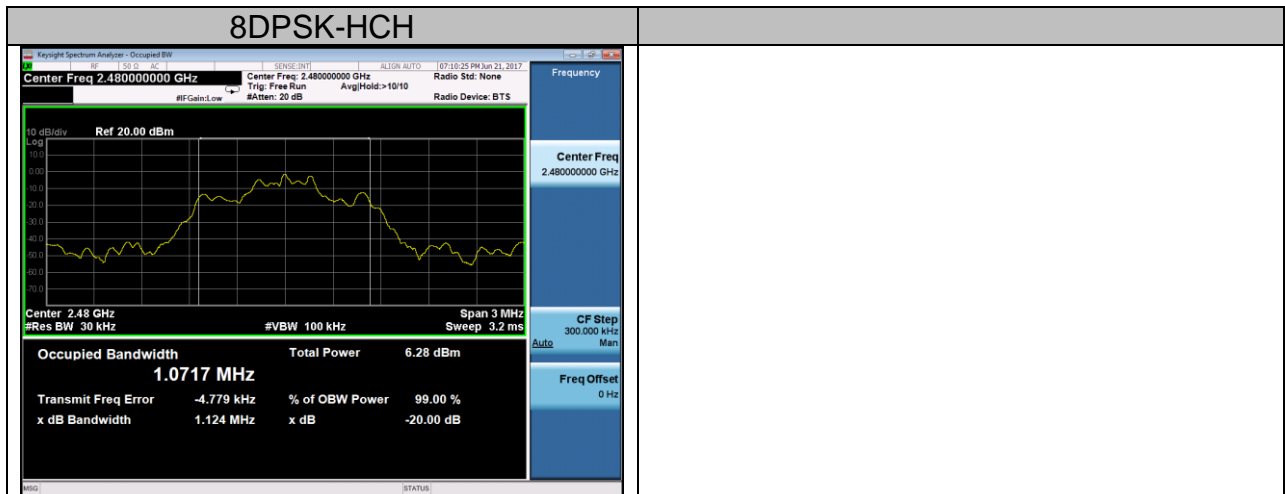 8DPSK-HCH
Keysight Spectrum Analyzer - Occupied BW
RF 50 Ω AC SENSE:INT ALIGN AUTO 07:10:25 PM Jun 21, 2017
Center Freq 2.480000000 GHz
Center Freq: 2.480000000 GHz Radio Std: None
Trig: Free Run Avg|Hold:>10/10
#IFGain:Low #Atten: 20 dB Radio Device: BTS
10 dB/div Ref 20.00 dBm
Log
10.0
0.00
-10.0
-20.0
-30.0
-40.0
-50.0
-60.0
-70.0
Center 2.48 GHz Span 3 MHz
#Res BW 30 kHz #VBW 100 kHz Sweep 3.2 ms
Occupied Bandwidth Total Power 6.28 dBm
1.0717 MHz
Transmit Freq Error -4.779 kHz % of OBW Power 99.00 %
x dB Bandwidth 1.124 MHz x dB -20.00 dB
MSG STATUS
Frequency
Center Freq
2.480000000 GHz
CF Step
300.000 kHz
Auto Man
Freq Offset
0 Hz